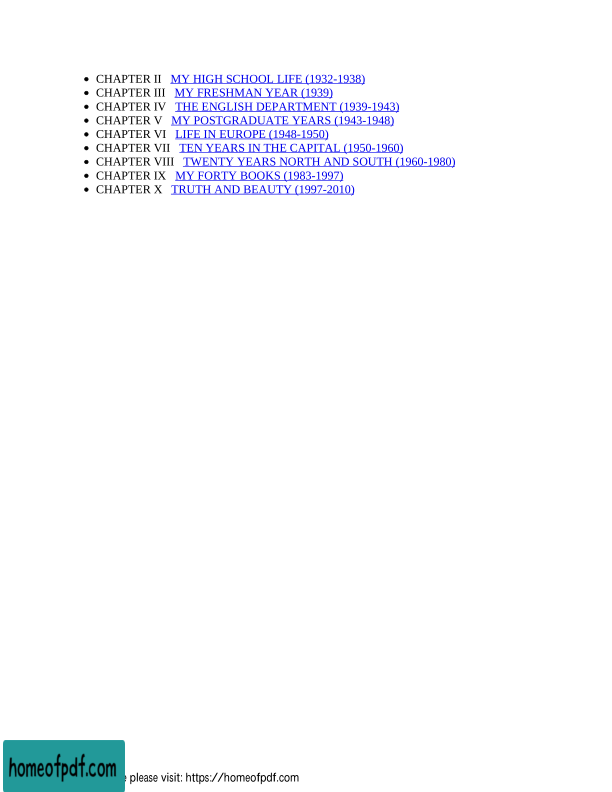 • CHAPTER II MY HIGH SCHOOL LIFE (1932-1938)
• CHAPTER III MY FRESHMAN YEAR (1939)
• CHAPTER IV THE ENGLISH DEPARTMENT (1939-1943)
• CHAPTER V MY POSTGRADUATE YEARS (1943-1948)
• CHAPTER VI LIFE IN EUROPE (1948-1950)
• CHAPTER VII TEN YEARS IN THE CAPITAL (1950-1960)
• CHAPTER VIII TWENTY YEARS NORTH AND SOUTH (1960-1980)
• CHAPTER IX MY FORTY BOOKS (1983-1997)
• CHAPTER X TRUTH AND BEAUTY (1997-2010)
homeofpdf.com
please visit: https://homeofpdf.com